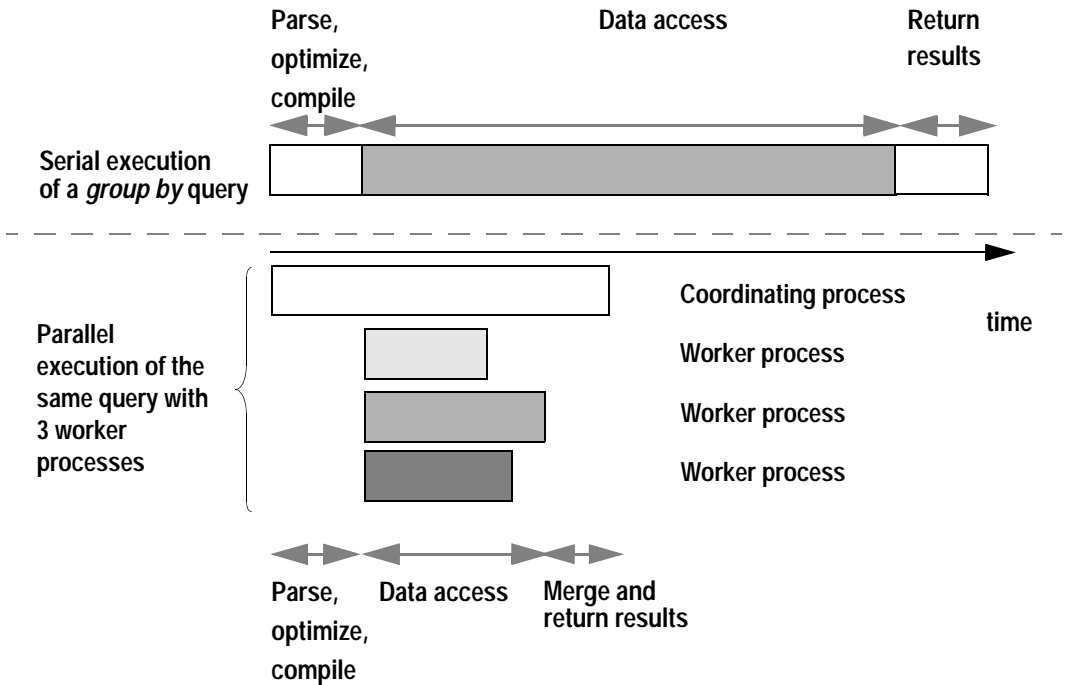 Parse,
optimize,
compile
Data access
Return
results
Serial execution
of a group by query
Coordinating process
time
Parallel
execution of the
same query with
3 worker
processes
Worker process
Worker process
Worker process
Parse,
optimize,
compile
Data access
Merge and
return results